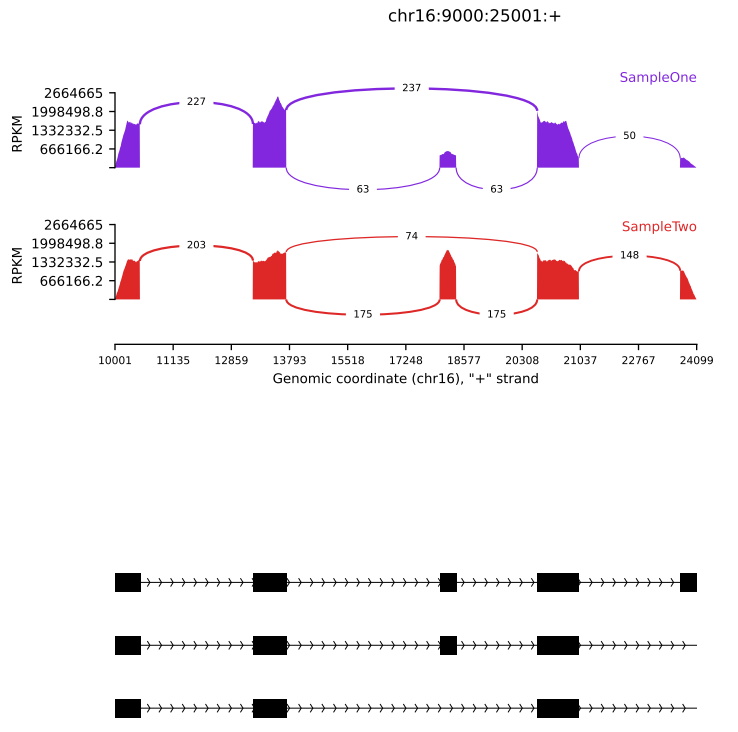 chr16:9000:25001:+
SampleOne
RPKM
2664665
1998498.8
1332332.5
666166.2
227
237
63
63
50
SampleTwo
RPKM
2664665
1998498.8
1332332.5
666166.2
203
74
175
175
148
10001 11135 12859 13793 15518 17248 18577 20308 21037 22767 24099
Genomic coordinate (chr16), "+" strand